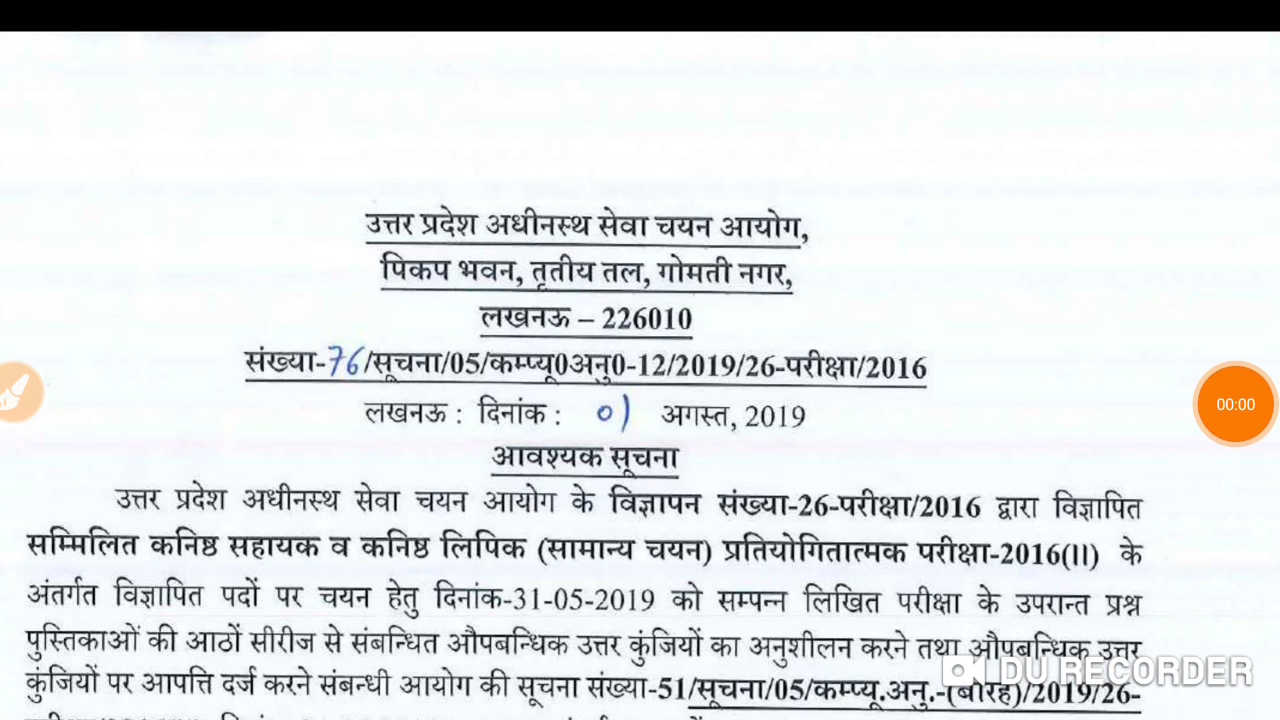 उत्तर प्रदेश अधीनस्थ सेवा चयन आयोग,
पिकप भवन, तृतीय तल, गोमती नगर,
लखनऊ – 226010
संख्या-76/सूचना/05/कम्प्यू0अनु0-12/2019/26-परीक्षा/2016
लखनऊ : दिनांक : 01 अगस्त, 2019
आवश्यक सूचना
उत्तर प्रदेश अधीनस्थ सेवा चयन आयोग के विज्ञापन संख्या-26-परीक्षा/2016 द्वारा विज्ञापित
सम्मिलित कनिष्ठ सहायक व कनिष्ठ लिपिक (सामान्य चयन) प्रतियोगितात्मक परीक्षा-2016(II) के
अंतर्गत विज्ञापित पदों पर चयन हेतु दिनांक-31-05-2019 को सम्पन्न लिखित परीक्षा के उपरान्त प्रश्न
पुस्तिकाओं की आठों सीरीज से संबन्धित औपबन्धिक उत्तर कुंजियों का अनुशीलन करने तथा औपबन्धिक उत्तर
कुंजियों पर आपत्ति दर्ज करने संबन्धी आयोग की सूचना संख्या-51/सूचना/05/कम्प्यू.अनु.-(बारह)/2019/26-
00:00
DU RECORDER